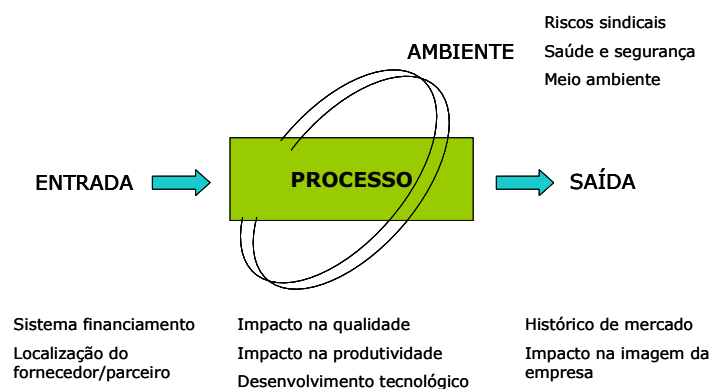 Riscos sindicais
AMBIENTE
Saúde e segurança
Meio ambiente
ENTRADA
PROCESSO
SAÍDA
Sistema financiamento
Localização do
fornecedor/parceiro
Impacto na qualidade
Impacto na produtividade
Desenvolvimento tecnológico
Histórico de mercado
Impacto na imagem da
empresa